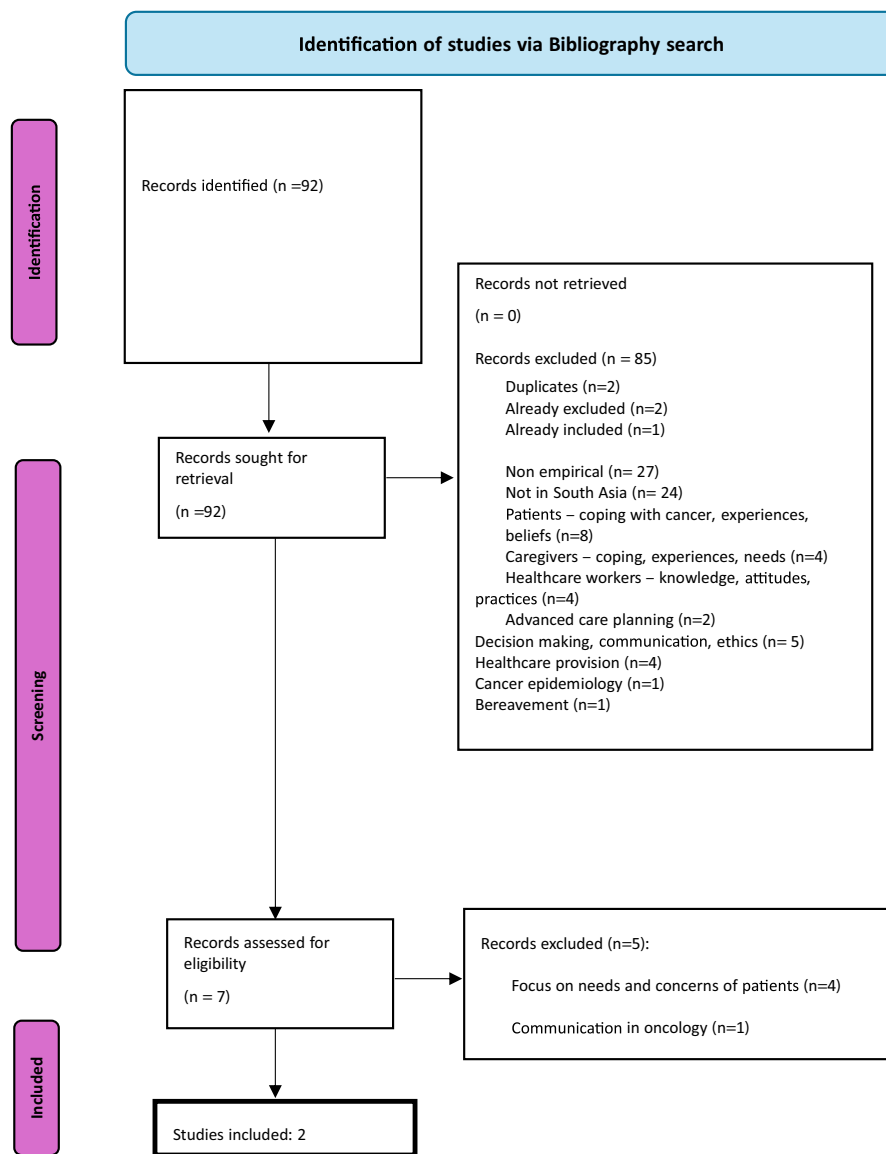 Identification of studies via Bibliography search
Identification
Records identified (n =92)
Records not retrieved
(n = 0)
Records excluded (n = 85)
Duplicates (n=2)
Already excluded (n=2)
Already included (n=1)
Non empirical (n= 27)
Not in South Asia (n= 24)
Patients – coping with cancer, experiences,
beliefs (n=8)
Caregivers – coping, experiences, needs (n=4)
Healthcare workers – knowledge, attitudes,
practices (n=4)
Advanced care planning (n=2)
Decision making, communication, ethics (n= 5)
Healthcare provision (n=4)
Cancer epidemiology (n=1)
Bereavement (n=1)
Screening
Records sought for
retrieval
(n =92)
Records assessed for
eligibility
(n = 7)
Records excluded (n=5):
Focus on needs and concerns of patients (n=4)
Communication in oncology (n=1)
Included
Studies included: 2